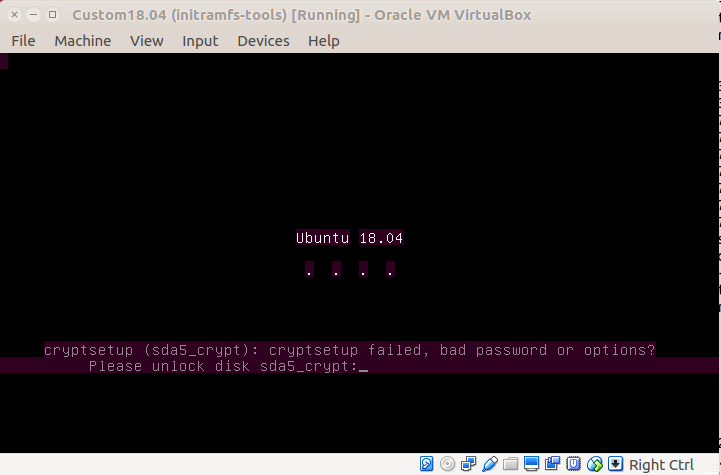 Custom18.04 (initramfs-tools) [Running] - Oracle VM VirtualBox
File Machine View Input Devices Help
Ubuntu 18.04
. . . .
cryptsetup (sda5_crypt): cryptsetup failed, bad password or options?
Please unlock disk sda5_crypt:_
Right Ctrl